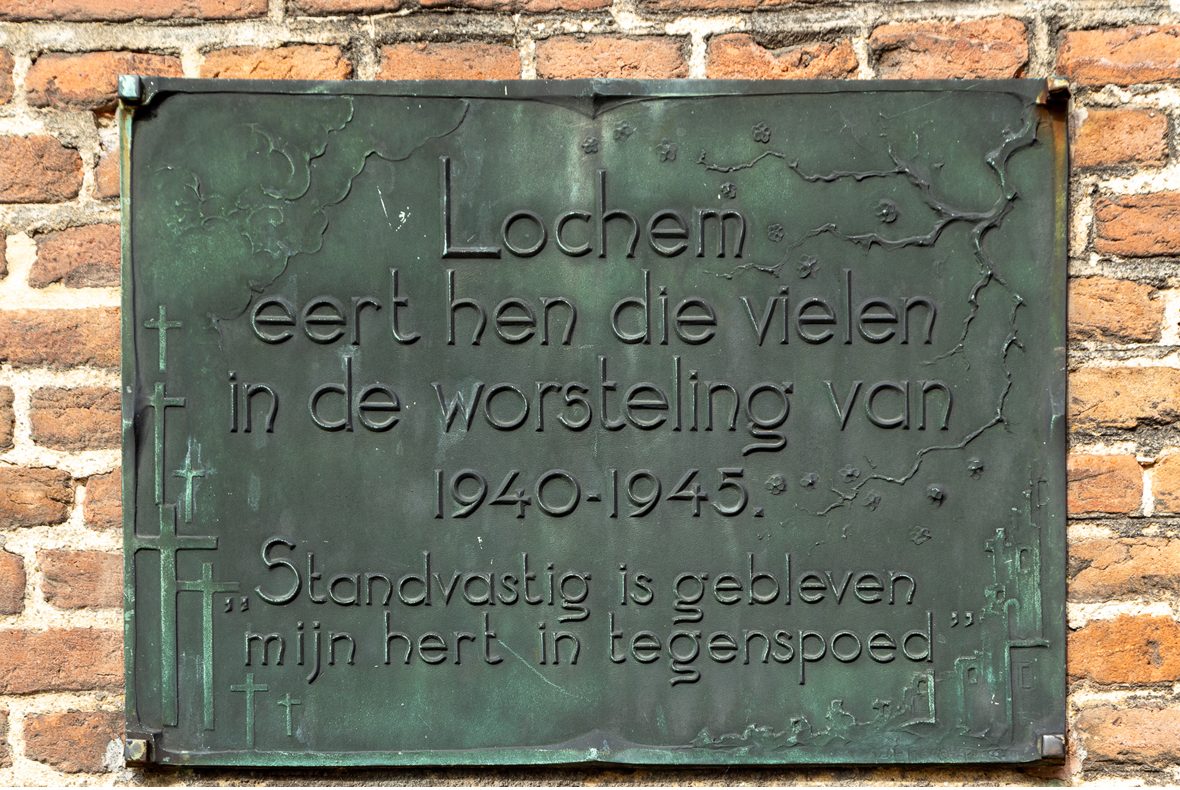 Lochem
eert hen die vielen
in de worsteling van
1940-1945.
„Standvastig is gebleven
mijn hert in tegenspoed”